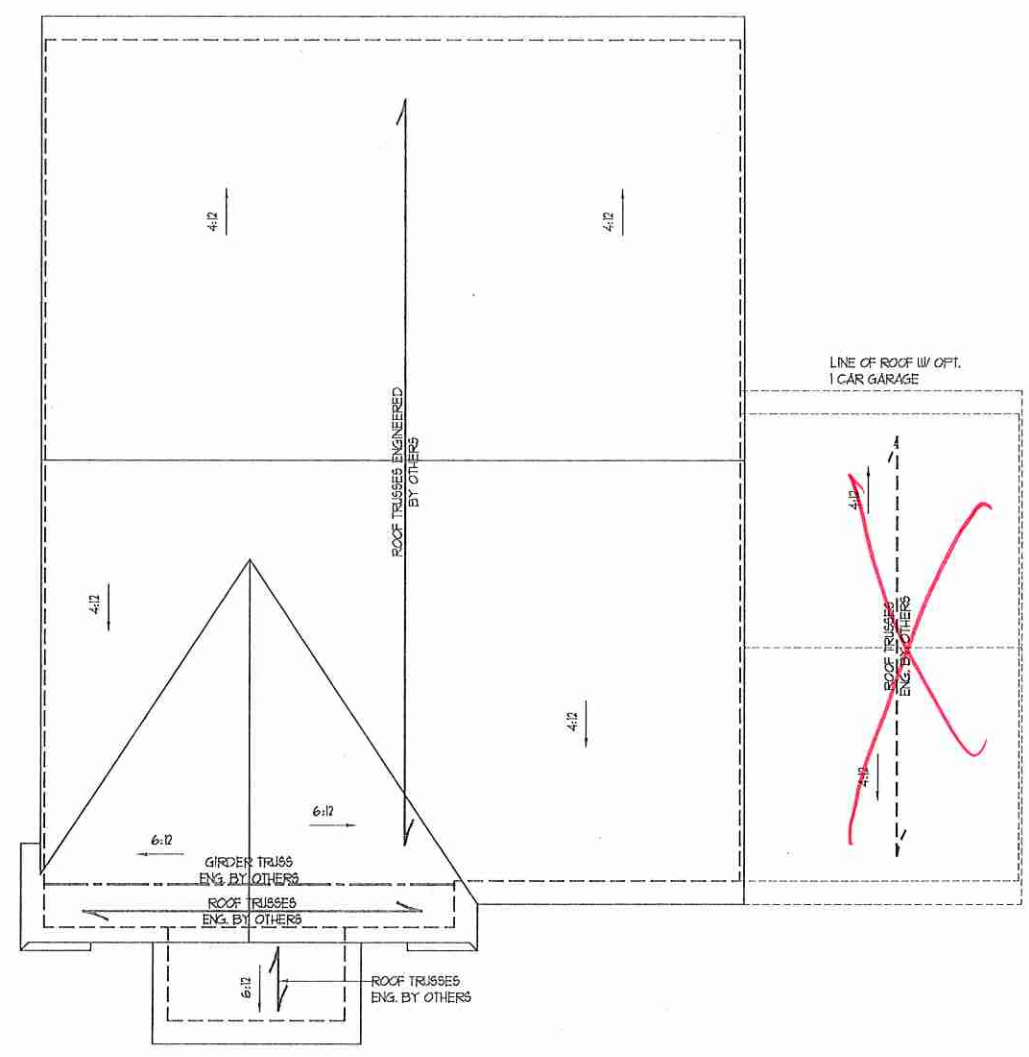 4:12
4:12
LINE OF ROOF W/ OPT.
1 CAR GARAGE
ROOF TRUSSES ENGINEERED
BY OTHERS
4:12
4:12
4:12
ROOF TRUSSES
ENG. BY OTHERS
4:12
6:12
6:12
GIRDER TRUSS
ENG. BY OTHERS
ROOF TRUSSES
ENG. BY OTHERS
6:12
ROOF TRUSSES
ENG. BY OTHERS